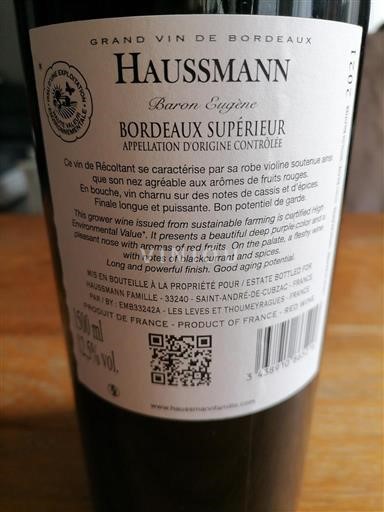 GRAND VIN DE BORDEAUX
HAUSSMANN
Baron Eugène
BORDEAUX SUPÉRIEUR
APPELLATION D'ORIGINE CONTRÔLÉE
Ce vin de Récoltant se caractérise par sa robe violine soutenue ainsi
que son nez agréable aux arômes de fruits rouges.
En bouche, vin charnu sur des notes de cassis et d'épices.
Finale longue et puissante. Bon potentiel de garde.
This grower wine issued from sustainable farming is certified High
Environmental Value*. It presents a beautiful deep purple color and a
pleasant nose with aromas of red fruits. On the palate, a fleshy wine
with notes of blackcurrant and spices.
Long and powerful finish. Good aging potential.
MIS EN BOUTEILLE À LA PROPRIÉTÉ POUR / ESTATE BOTTLED FOR
HAUSSMANN FAMILLE - 33240 - SAINT-ANDRÉ-DE-CUBZAC - FRANCE
PAR / BY : EMB33242A - LES LEVES ET THOUMEYRAGUES - FRANCE
PRODUIT DE FRANCE - PRODUCT OF FRANCE - RED WINE
1500 ml
12,5% vol.
www.haussmannfamille.com
2021